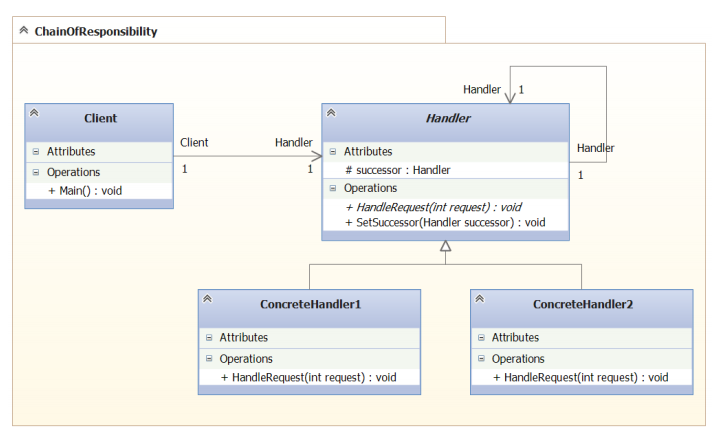 ChainOfResponsibility
Handler 1
Client
Attributes
Operations
+ Main() : void
Client
1
Handler
1
Handler
Attributes
# successor : Handler
Operations
+ HandleRequest(int request) : void
+ SetSuccessor(Handler successor) : void
Handler
1
ConcreteHandler1
Attributes
Operations
+ HandleRequest(int request) : void
ConcreteHandler2
Attributes
Operations
+ HandleRequest(int request) : void